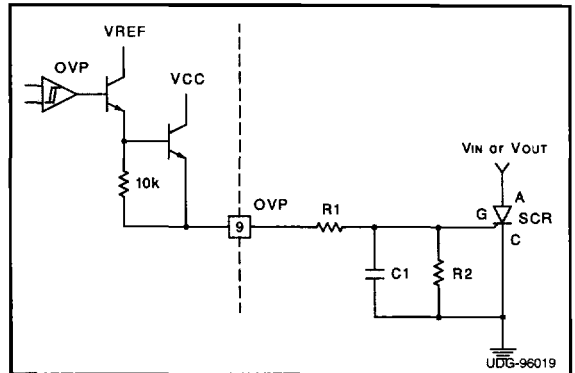 VREF
OVP
VCC
VIN or VOUT
10k
A
G
SCR
9
OVP
R1
C
C1
R2
UDG-96019